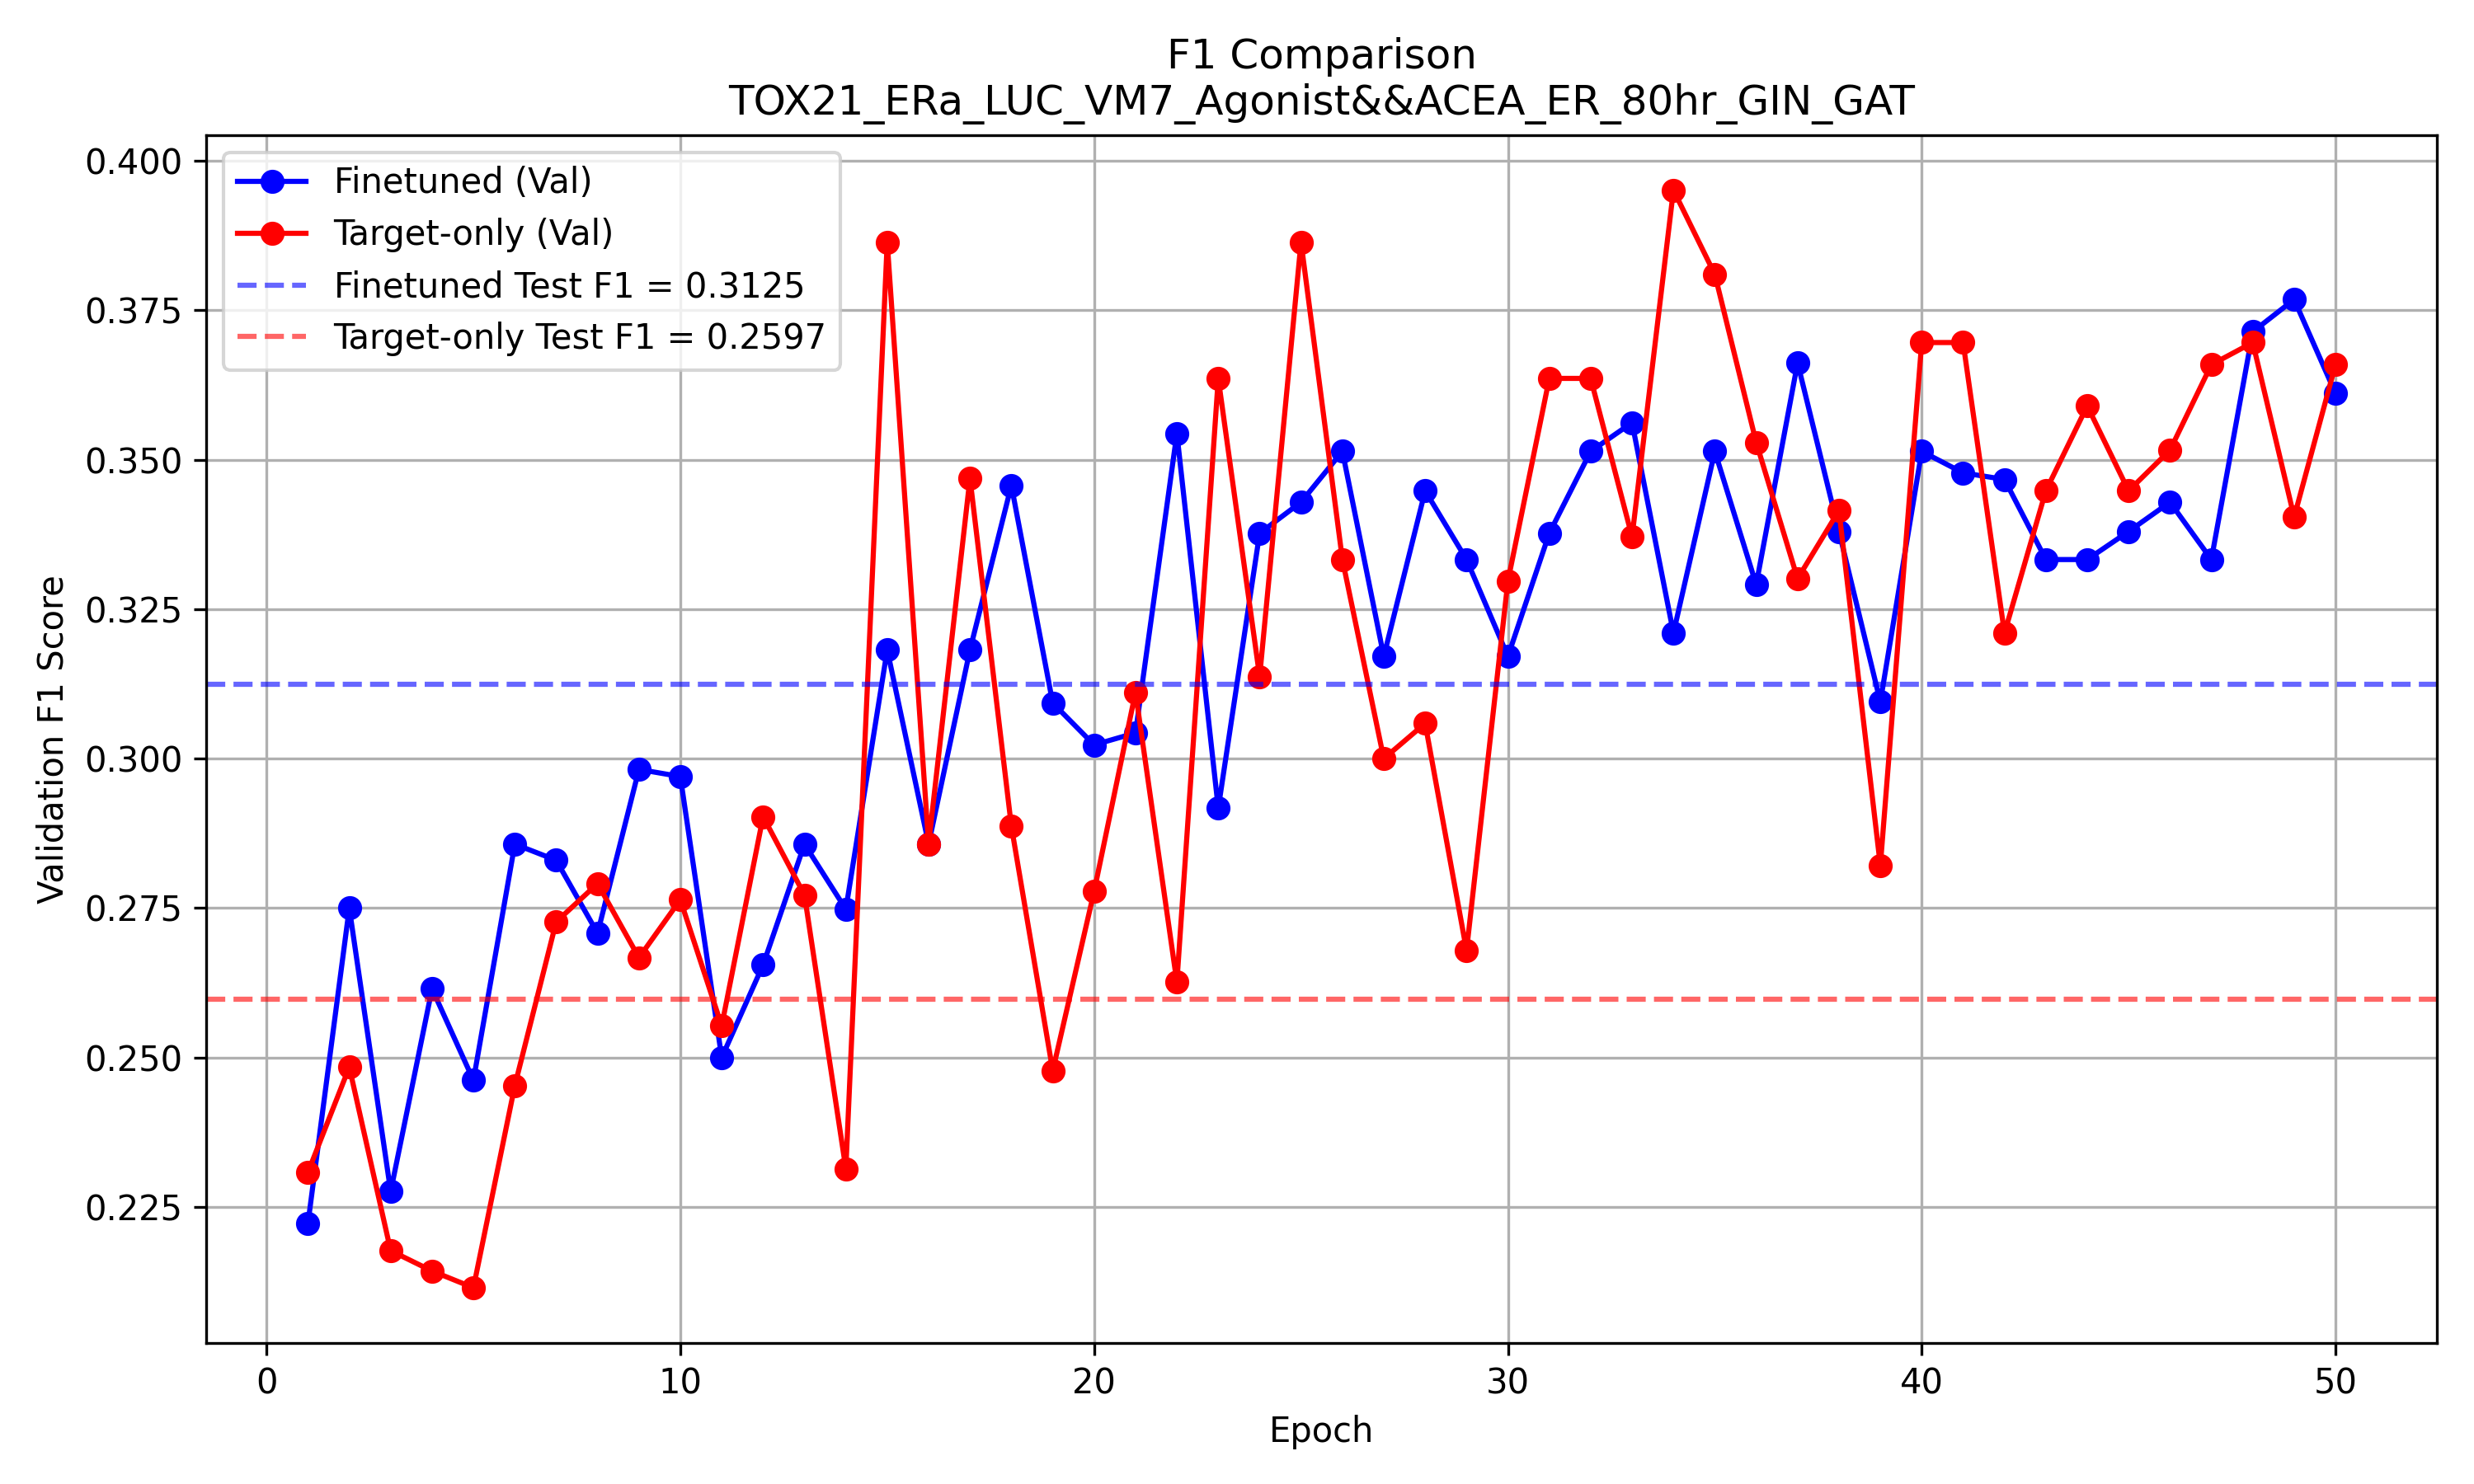 F1 Comparison
TOX21_ERa_LUC_VM7_Agonist&&ACEA_ER_80hr_GIN_GAT
Finetuned (Val)
Target-only (Val)
Finetuned Test F1 = 0.3125
Target-only Test F1 = 0.2597
Validation F1 Score
0.400
0.375
0.350
0.325
0.300
0.275
0.250
0.225
0 10 20 30 40 50
Epoch